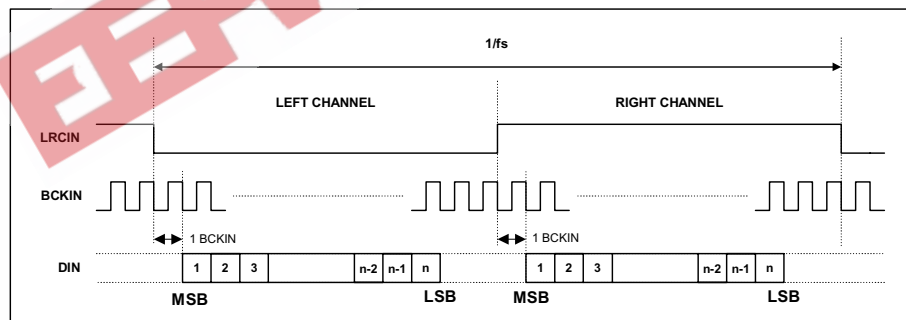 1/fs
LEFT CHANNEL RIGHT CHANNEL
LRCIN
BCKIN
1 BCKIN 1 BCKIN
DIN 1 2 3 n-2 n-1 n 1 2 3 n-2 n-1 n
MSB LSB MSB LSB